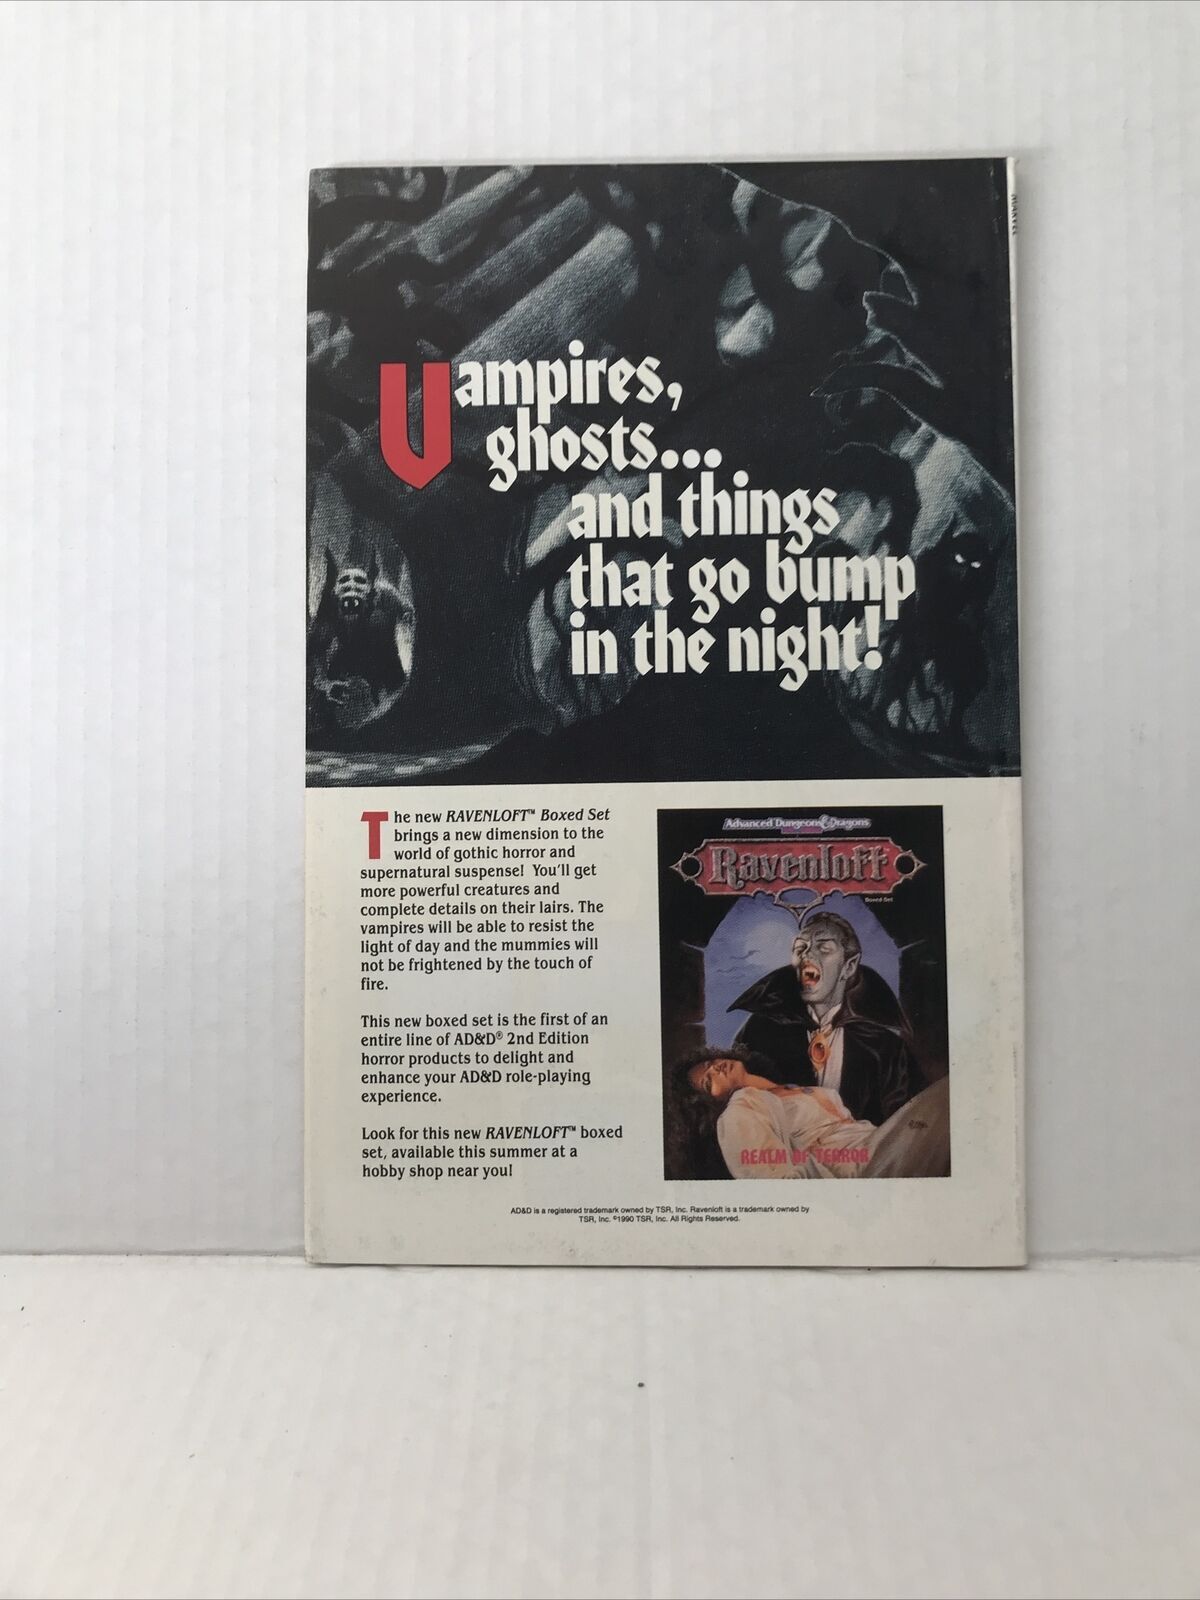 MARVEL
Vampires,
ghosts...
and things
that go bump
in the night!
The new RAVENLOFT™ Boxed Set
brings a new dimension to the
world of gothic horror and
supernatural suspense! You'll get
more powerful creatures and
complete details on their lairs. The
vampires will be able to resist the
light of day and the mummies will
not be frightened by the touch of
fire.
This new boxed set is the first of an
entire line of AD&D® 2nd Edition
horror products to delight and
enhance your AD&D role-playing
experience.
Look for this new RAVENLOFT™ boxed
set, available this summer at a
hobby shop near you!
Advanced Dungeons & Dragons
Ravenloft
Boxed Set
REALM OF TERROR
AD&D is a registered trademark owned by TSR, Inc. Ravenloft is a trademark owned by
TSR, Inc. ©1990 TSR, Inc. All Rights Reserved.